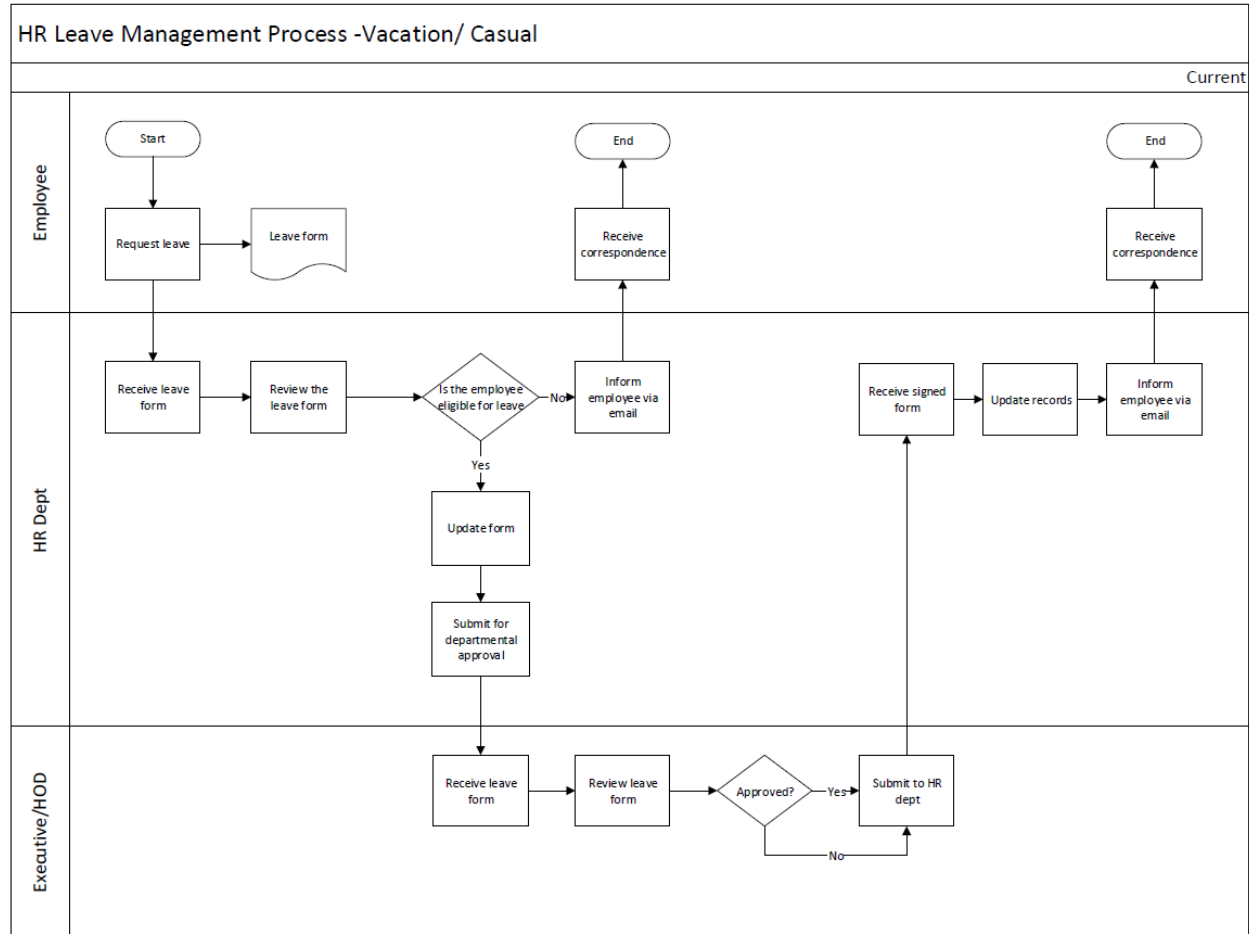 HR Leave Management Process -Vacation/ Casual
Current
Employee
Start
End
End
Request leave
Leave form
Receive
correspondence
Receive
correspondence
HR Dept
Receive leave
form
Review the
leave form
Is the employee
eligible for leave
No
Inform
employee via
email
Receive signed
form
Update records
Inform
employee via
email
Yes
Update form
Submit for
departmental
approval
Executive/HOD
Receive leave
form
Review leave
form
Approved?
Yes
Submit to HR
dept
No